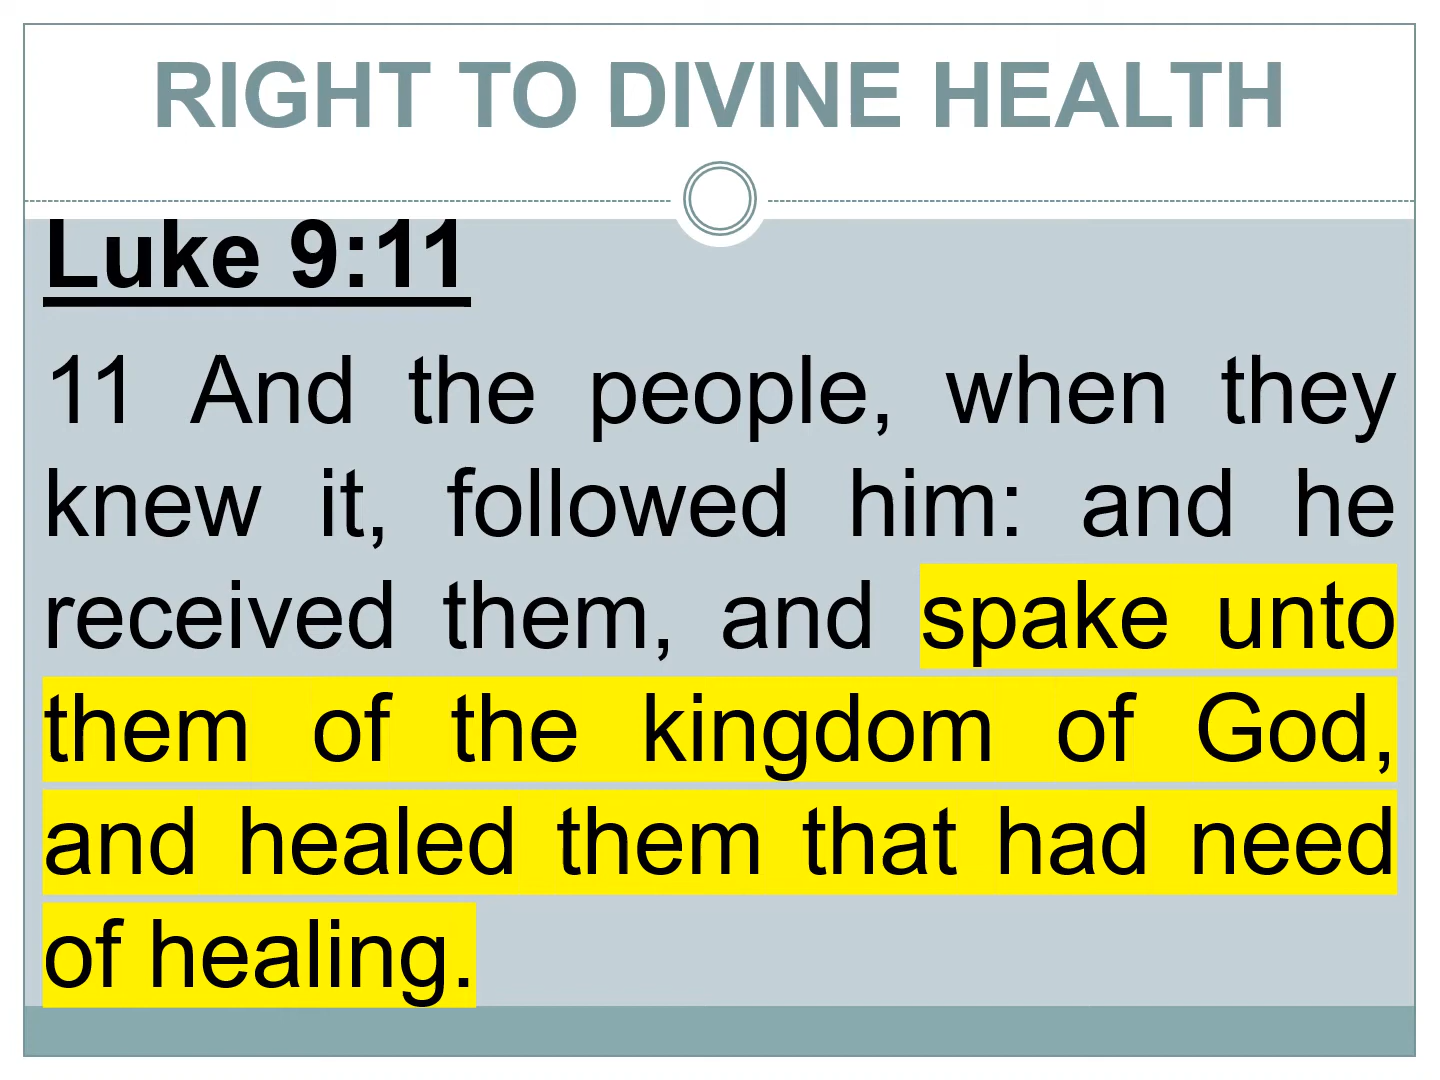 RIGHT TO DIVINE HEALTH
Luke 9:11
11 And the people, when they
knew it, followed him: and he
received them, and spake unto
them of the kingdom of God,
and healed them that had need
of healing.